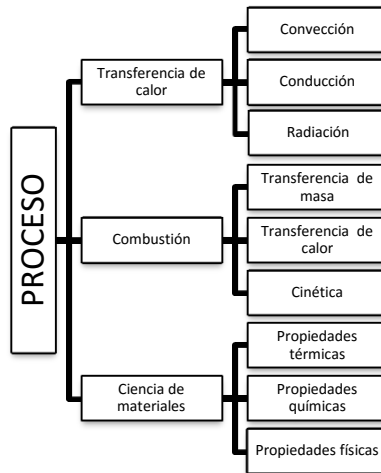 PROCESO
Transferencia de
calor
Convección
Conducción
Radiación
Combustión
Transferencia de
masa
Transferencia de
calor
Cinética
Ciencia de
materiales
Propiedades
térmicas
Propiedades
químicas
Propiedades físicas